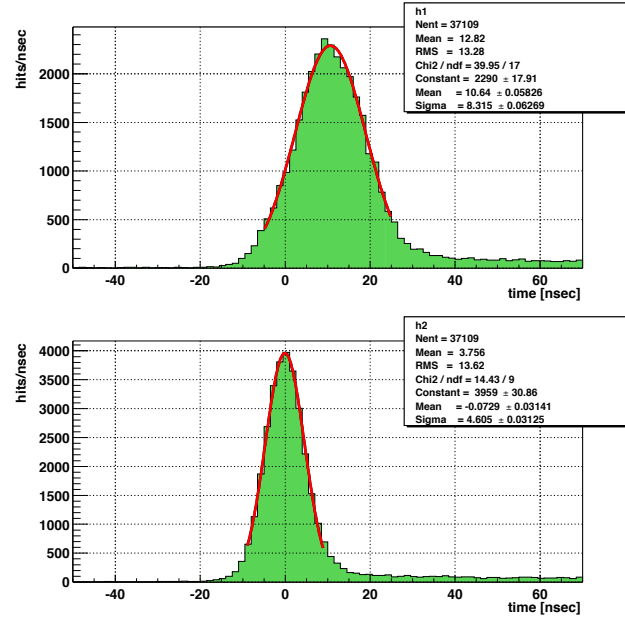 h1
Nent = 37109
Mean = 12.82
RMS = 13.28
Chi2 / ndf = 39.95 / 17
Constant = 2290 ± 17.91
Mean = 10.64 ± 0.05826
Sigma = 8.315 ± 0.06269
hits/nsec
2000
1500
1000
500
0
-40 -20 0 20 40 60
time [nsec]
h2
Nent = 37109
Mean = 3.756
RMS = 13.62
Chi2 / ndf = 14.43 / 9
Constant = 3959 ± 30.86
Mean = -0.0729 ± 0.03141
Sigma = 4.605 ± 0.03125
hits/nsec
4000
3500
3000
2500
2000
1500
1000
500
0
-40 -20 0 20 40 60
time [nsec]